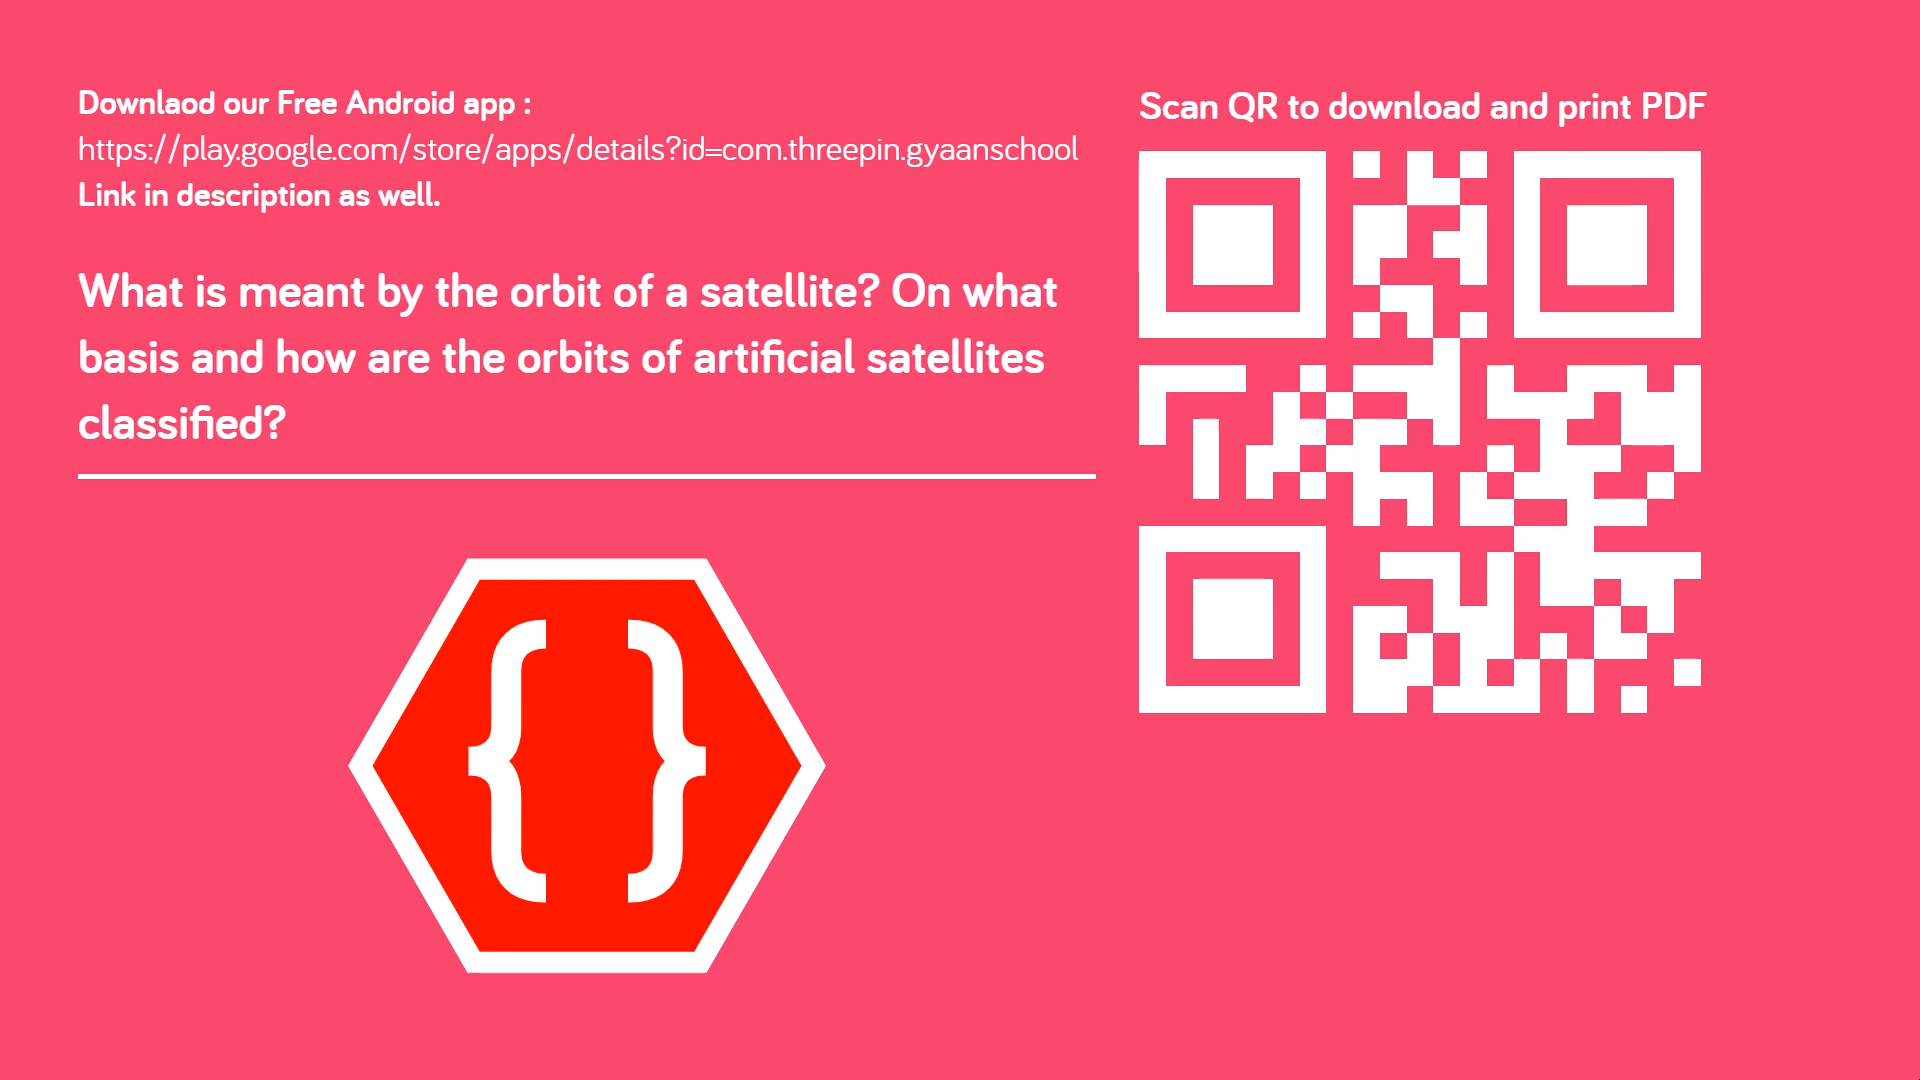 Downlaod our Free Android app :
https://play.google.com/store/apps/details?id=com.threepin.gyaanschool
Link in description as well.
What is meant by the orbit of a satellite? On what
basis and how are the orbits of artificial satellites
classified?
{ }
Scan QR to download and print PDF